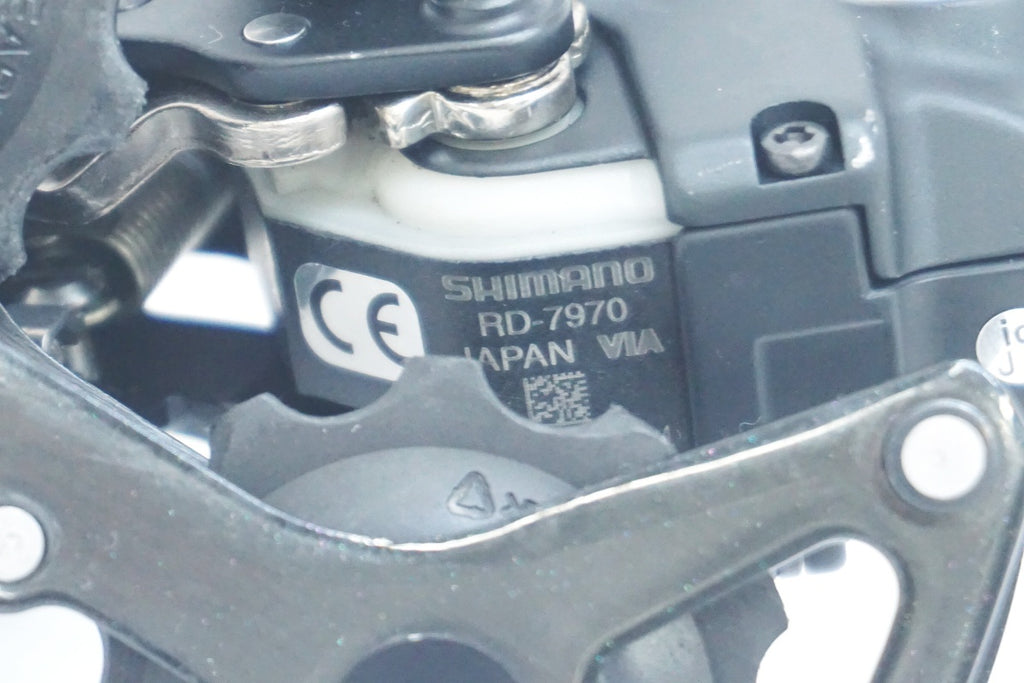 CE
SHIMANO
RD-7970
JAPAN VIA